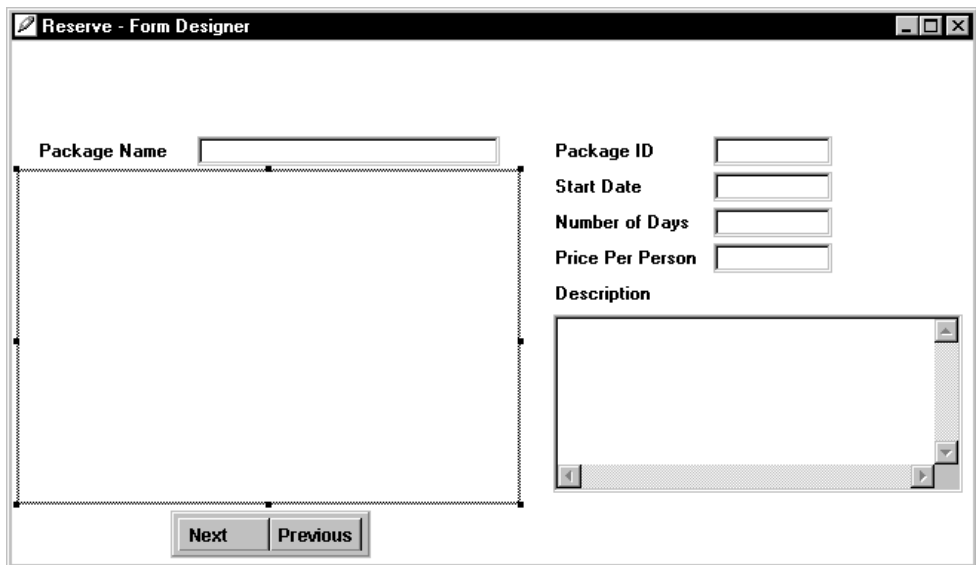 Reserve - Form Designer
Package Name
Package ID
Start Date
Number of Days
Price Per Person
Description
Next
Previous